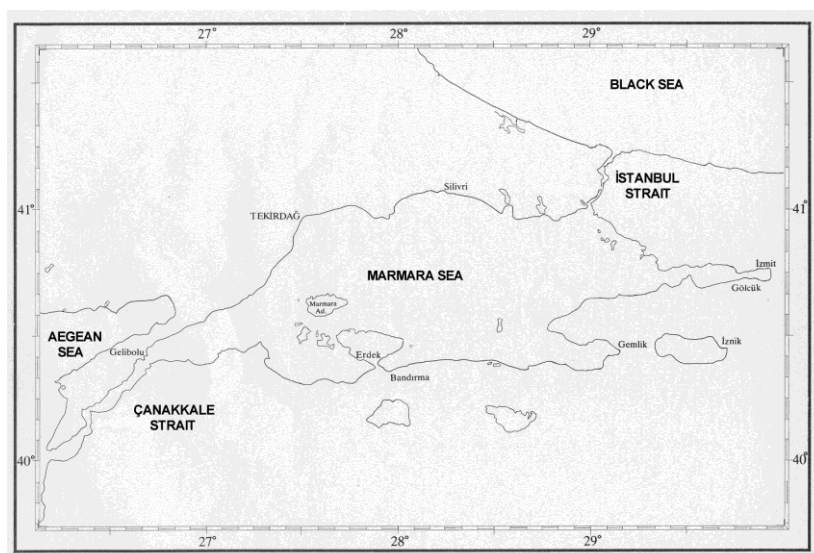 27°
28°
29°
BLACK SEA
İSTANBUL
STRAIT
Silivri
41°
TEKİRDAĞ
41°
İzmit
MARMARA SEA
Gölcük
Marmara
Ad.
AEGEAN
SEA
Gelibolu
Erdek
Gemlik
İznik
Bandırma
ÇANAKKALE
STRAIT
40°
40°
27°
28°
29°